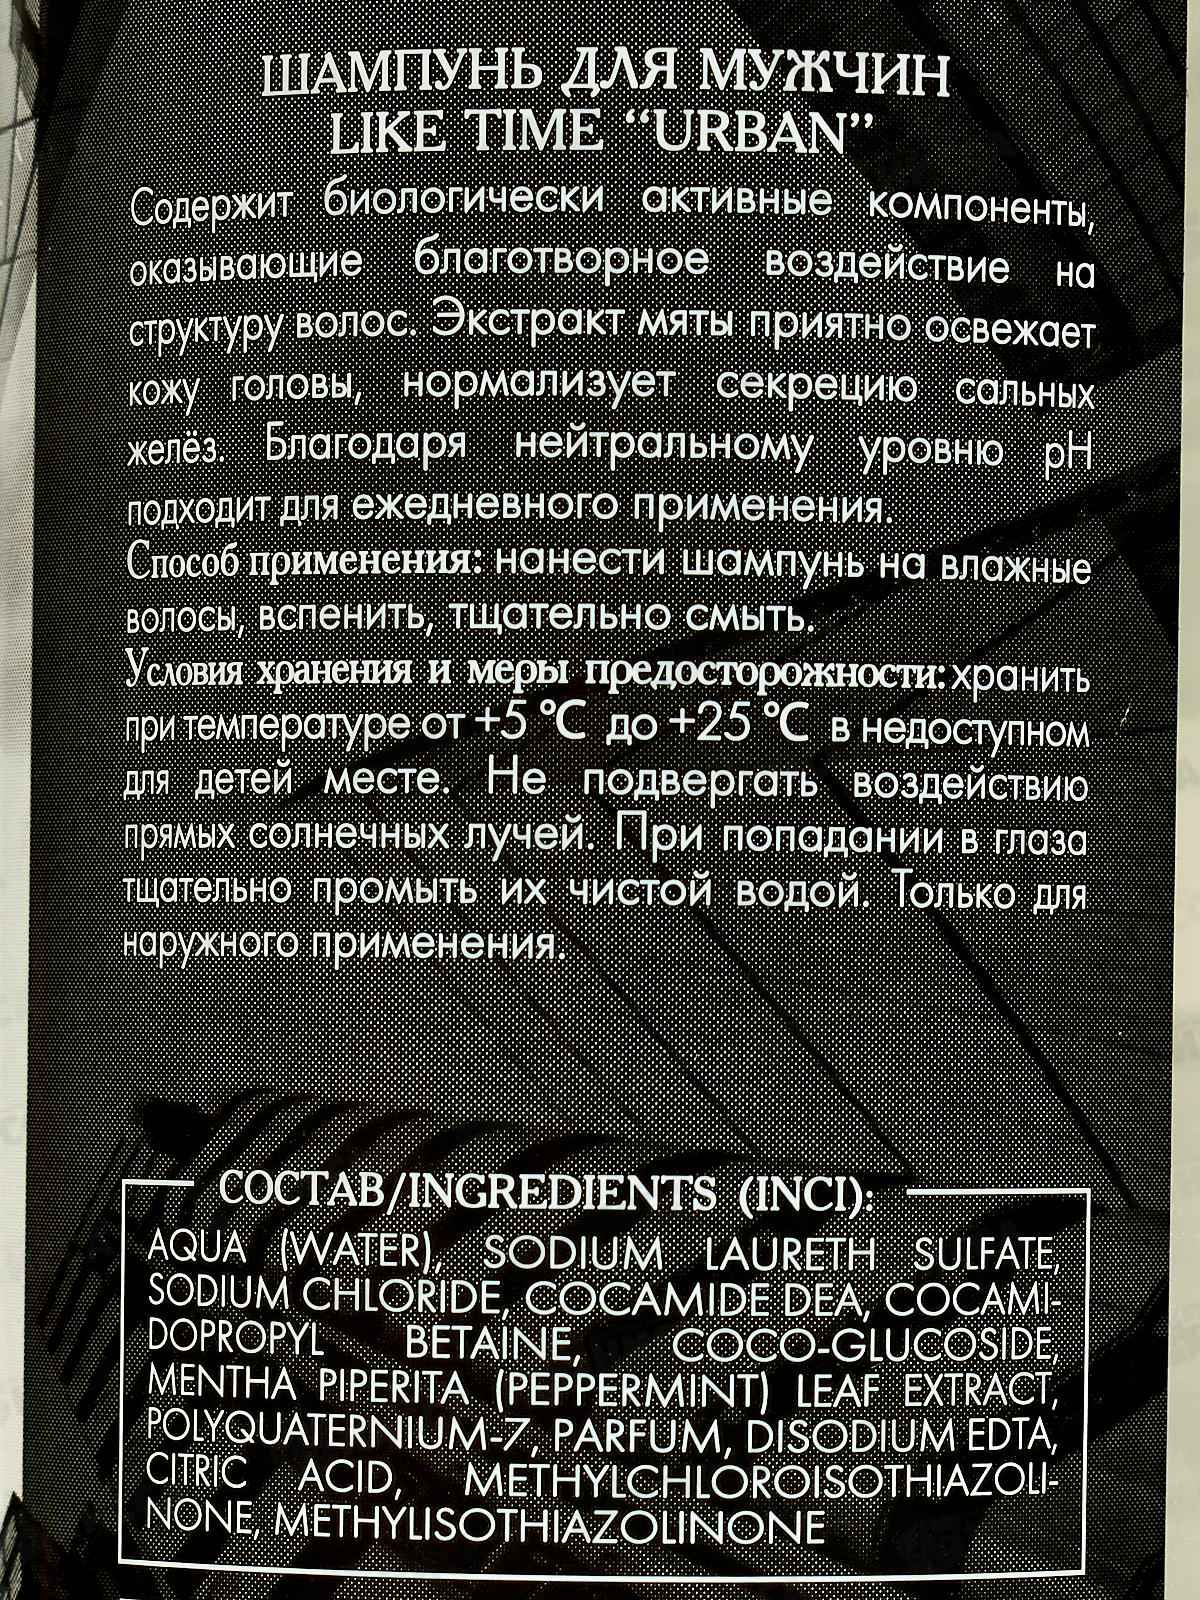 ШАМПУНЬ ДЛЯ МУЖЧИН
LIKE TIME “URBAN”
Содержит биологически активные компоненты,
оказывающие благотворное воздействие на
структуру волос. Экстракт мяты приятно освежает
кожу головы, нормализует секрецию сальных
желёз. Благодаря нейтральному уровню pH
подходит для ежедневного применения.
Способ применения: нанести шампунь на влажные
волосы, вспенить, тщательно смыть.
Условия хранения и меры предосторожности: хранить
при температуре от +5 °C до +25 °C в недоступном
для детей месте. Не подвергать воздействию
прямых солнечных лучей. При попадании в глаза
тщательно промыть их чистой водой. Только для
наружного применения.
СОСТАВ/INGREDIENTS (INCI):
AQUA (WATER), SODIUM LAURETH SULFATE,
SODIUM CHLORIDE, COCAMIDE DEA, COCAMI-
DOPROPYL BETAINE, COCO-GLUCOSIDE,
MENTHA PIPERITA (PEPPERMINT) LEAF EXTRACT,
POLYQUATERNIUM-7, PARFUM, DISODIUM EDTA,
CITRIC ACID, METHYLCHLOROISOTHIAZOLI-
NONE, METHYLISOTHIAZOLINONE